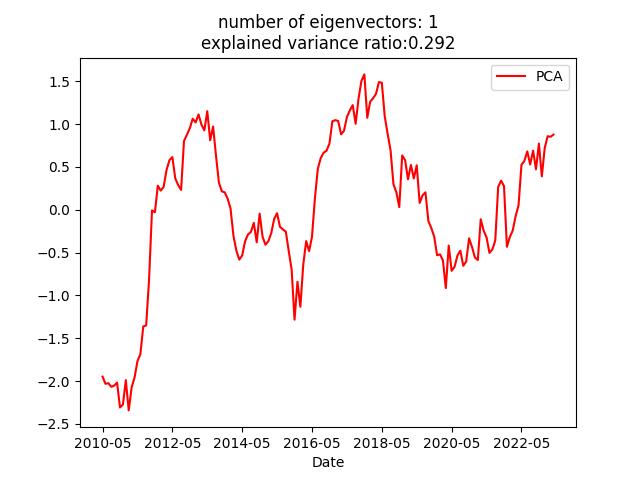 number of eigenvectors: 1
explained variance ratio:0.292
PCA
1.5
1.0
0.5
0.0
−0.5
−1.0
−1.5
−2.0
−2.5
2010-05 2012-05 2014-05 2016-05 2018-05 2020-05 2022-05
Date